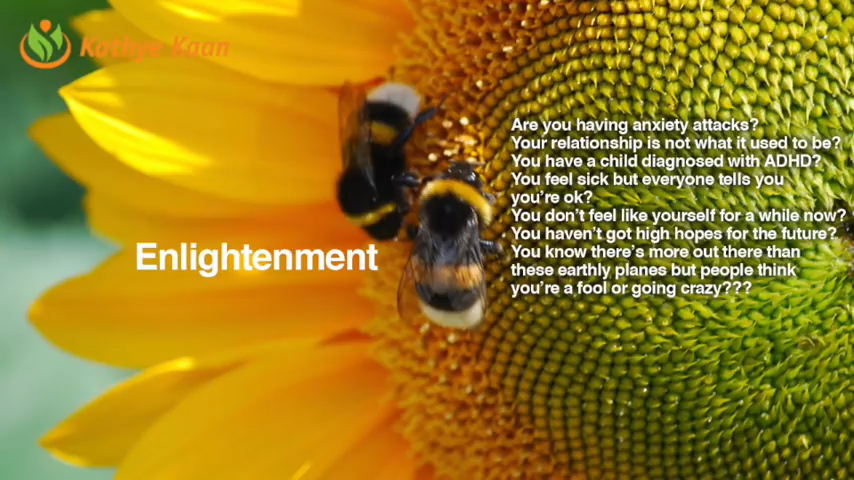 Kathye Kaan
Enlightenment
Are you having anxiety attacks?
Your relationship is not what it used to be?
You have a child diagnosed with ADHD?
You feel sick but everyone tells you
you're ok?
You don't feel like yourself for a while now?
You haven't got high hopes for the future?
You know there's more out there than
these earthly planes but people think
you're a fool or going crazy???